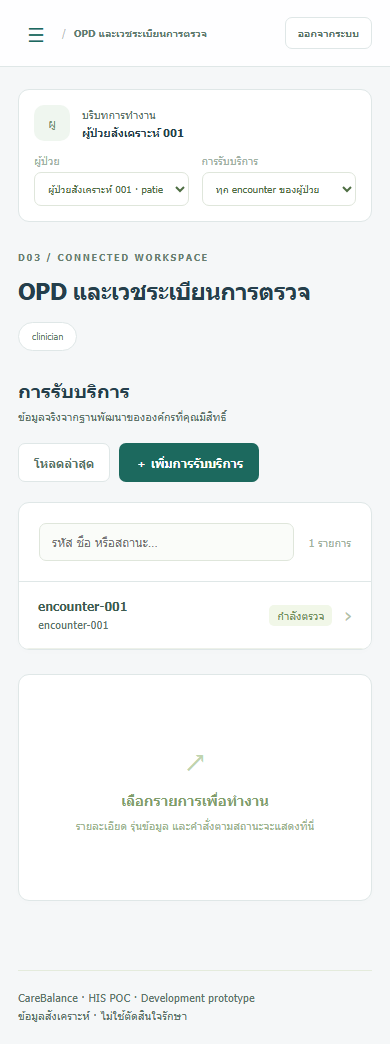 ☰ / OPD และเวชระเบียนการตรวจ ออกจากระบบ
ผู้
บริบทการทำงาน
ผู้ป่วยสังเคราะห์ 001
ผู้ป่วย การรับบริการ
ผู้ป่วยสังเคราะห์ 001 · patie ทุก encounter ของผู้ป่วย
D03 / CONNECTED WORKSPACE
OPD และเวชระเบียนการตรวจ
clinician
การรับบริการ
ข้อมูลจริงจากฐานพัฒนาขององค์กรที่คุณมีสิทธิ์
โหลดล่าสุด + เพิ่มการรับบริการ
รหัส ชื่อ หรือสถานะ... 1 รายการ
encounter-001
encounter-001 กำลังตรวจ ›
↗
เลือกรายการเพื่อทำงาน
รายละเอียด รุ่นข้อมูล และคำสั่งตามสถานะจะแสดงที่นี่
CareBalance · HIS POC · Development prototype
ข้อมูลสังเคราะห์ · ไม่ใช้ตัดสินใจรักษา